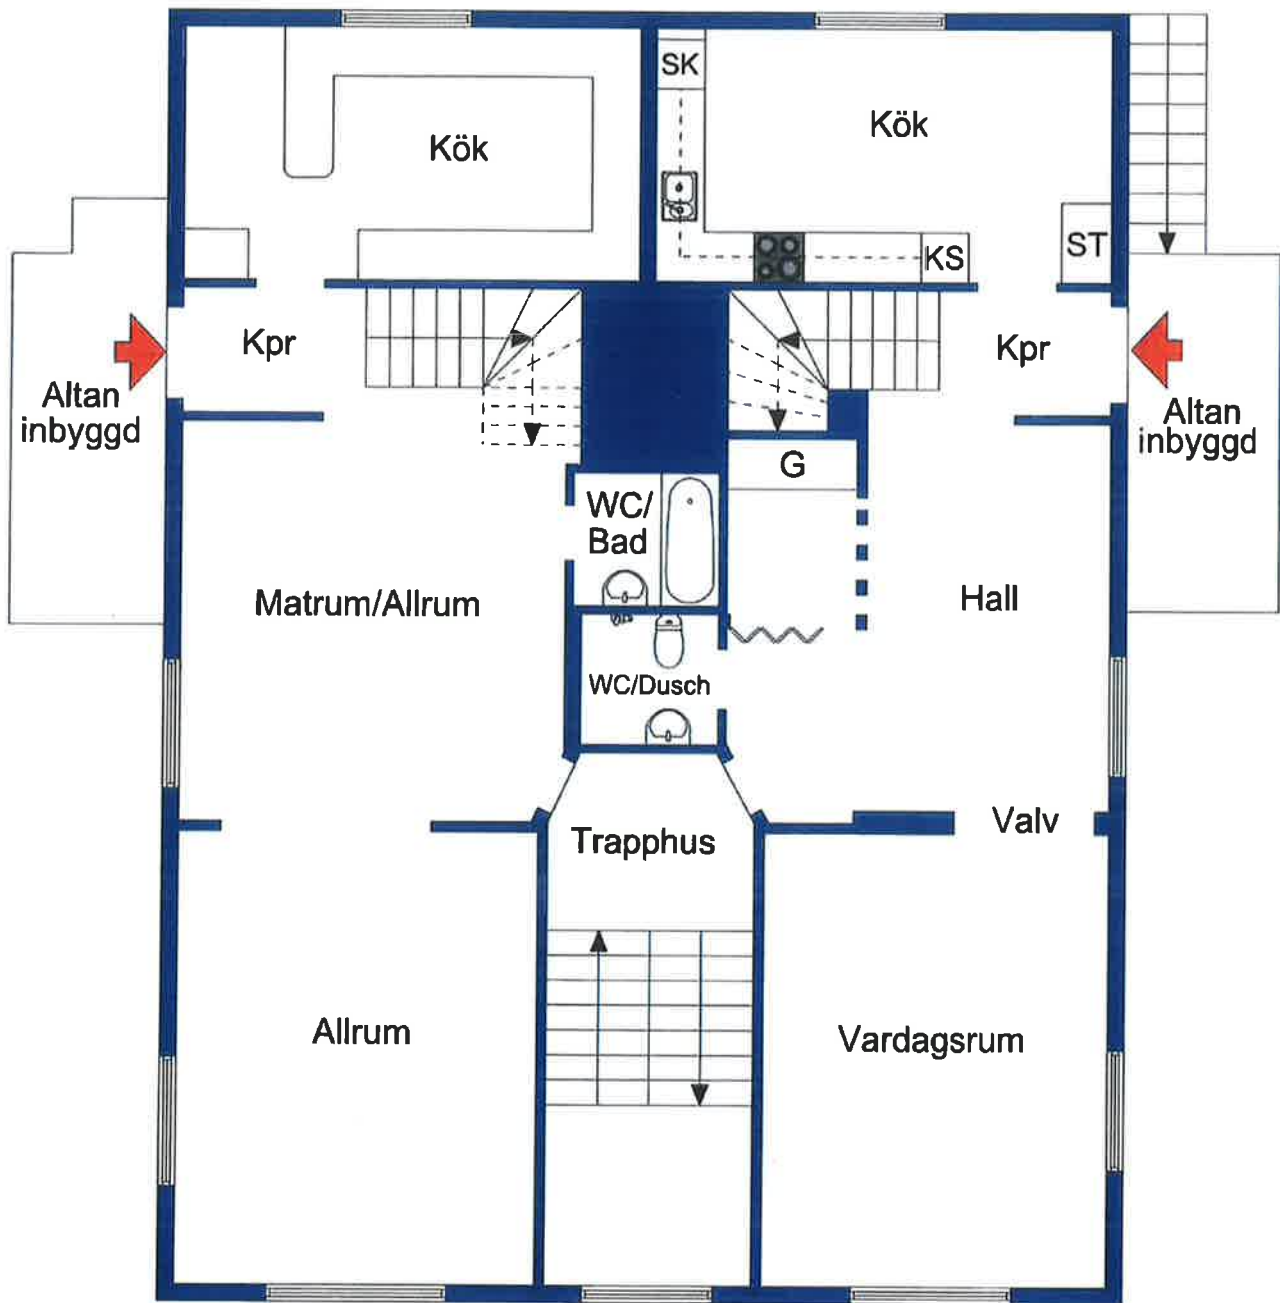 SK
Kök
Kök
ST
KS
Kpr
Kpr
Altan
inbyggd
Altan
inbyggd
G
WC/
Bad
Matrum/Allrum
Hall
WC/Dusch
Valv
Trapphus
Allrum
Vardagsrum